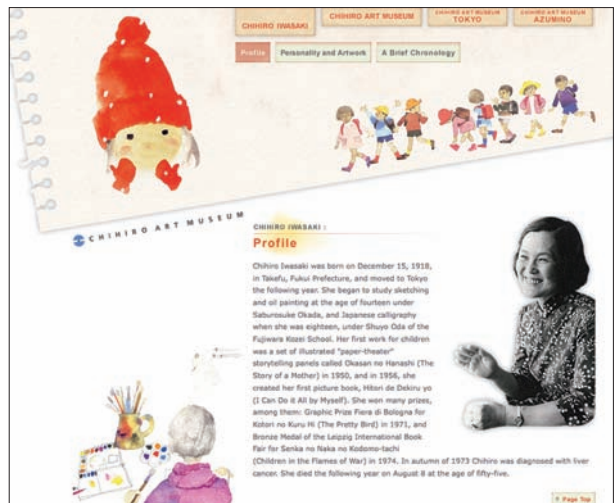 CHIHIRO IWASAKI
CHIHIRO ART MUSEUM
CHIHIRO ART MUSEUM
TOKYO
CHIHIRO ART MUSEUM
AZUMINO
Profile
Personality and Artwork
A Brief Chronology
CHIHIRO ART MUSEUM
CHIHIRO IWASAKI :
Profile
Chihiro Iwasaki was born on December 15, 1918,
in Takefu, Fukui Prefecture, and moved to Tokyo
the following year. She began to study sketching
and oil painting at the age of fourteen under
Saburosuke Okada, and Japanese calligraphy
when she was eighteen, under Shuyo Oda of the
Fujiwara Kozei School. Her first work for children
was a set of illustrated "paper-theater"
storytelling panels called Okasan no Hanashi (The
Story of a Mother) in 1950, and in 1956, she
created her first picture book, Hitori de Dekiru yo
(I Can Do it All by Myself). She won many prizes,
among them: Graphic Prize Fiera di Bologna for
Kotori no Kuru Hi (The Pretty Bird) in 1971, and
Bronze Medal of the Leipzig International Book
Fair for Senka no Naka no Kodomo-tachi
(Children in the Flames of War) in 1974. In autumn of 1973 Chihiro was diagnosed with liver
cancer. She died the following year on August 8 at the age of fifty-five.
Page Top